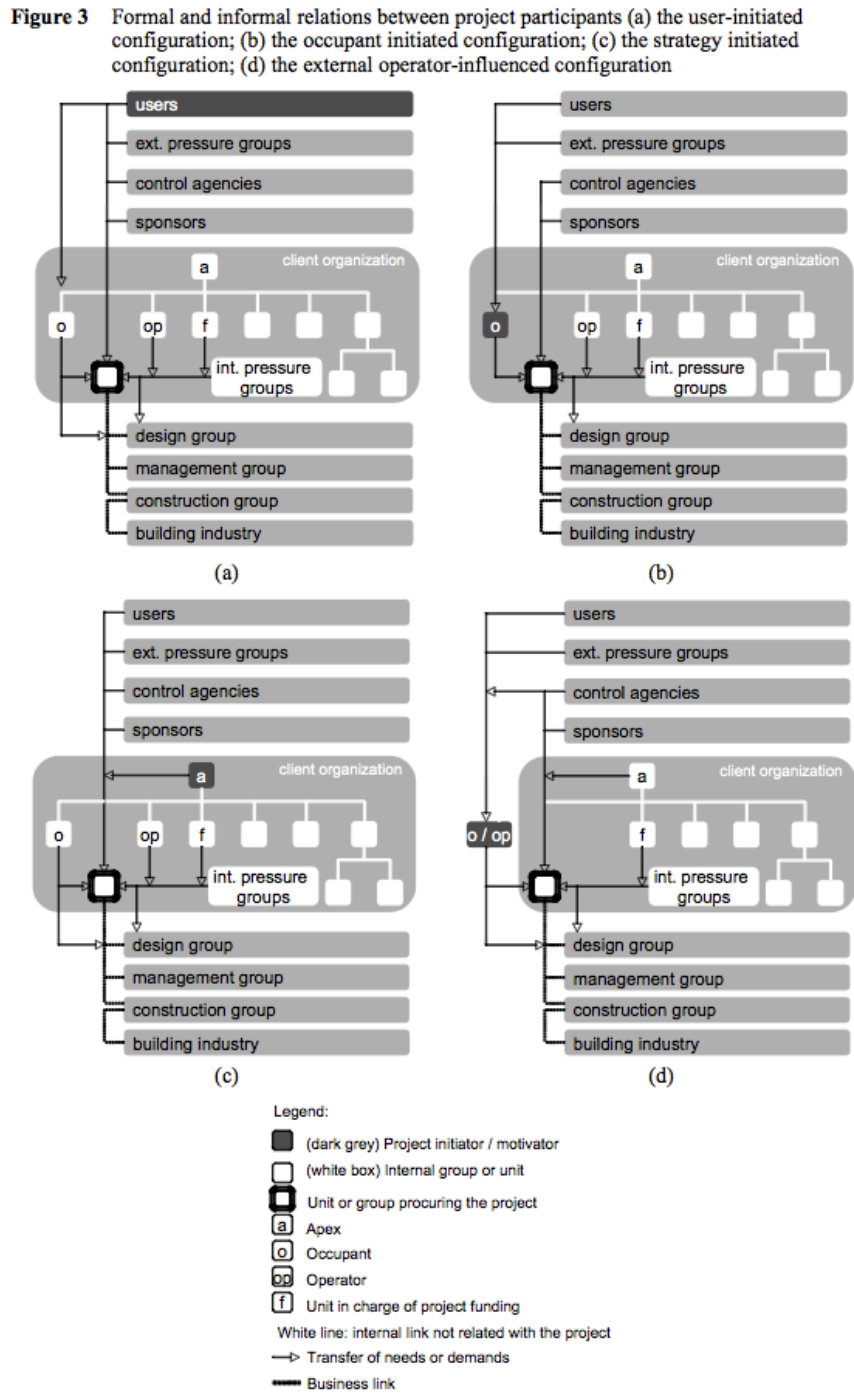 Figure 3 Formal and informal relations between project participants (a) the user-initiated
configuration; (b) the occupant initiated configuration; (c) the strategy initiated
configuration; (d) the external operator-influenced configuration
users
ext. pressure groups
control agencies
sponsors
client organization
a
o
op
f
int. pressure
groups
design group
management group
construction group
building industry
(a)
users
ext. pressure groups
control agencies
sponsors
client organization
a
o
op
f
int. pressure
groups
design group
management group
construction group
building industry
(b)
users
ext. pressure groups
control agencies
sponsors
client organization
a
o
op
f
int. pressure
groups
design group
management group
construction group
building industry
(c)
users
ext. pressure groups
control agencies
sponsors
client organization
a
o / op
f
int. pressure
groups
design group
management group
construction group
building industry
(d)
Legend:
(dark grey) Project initiator / motivator
(white box) Internal group or unit
Unit or group procuring the project
a Apex
o Occupant
op Operator
f Unit in charge of project funding
White line: internal link not related with the project
Transfer of needs or demands
Business link